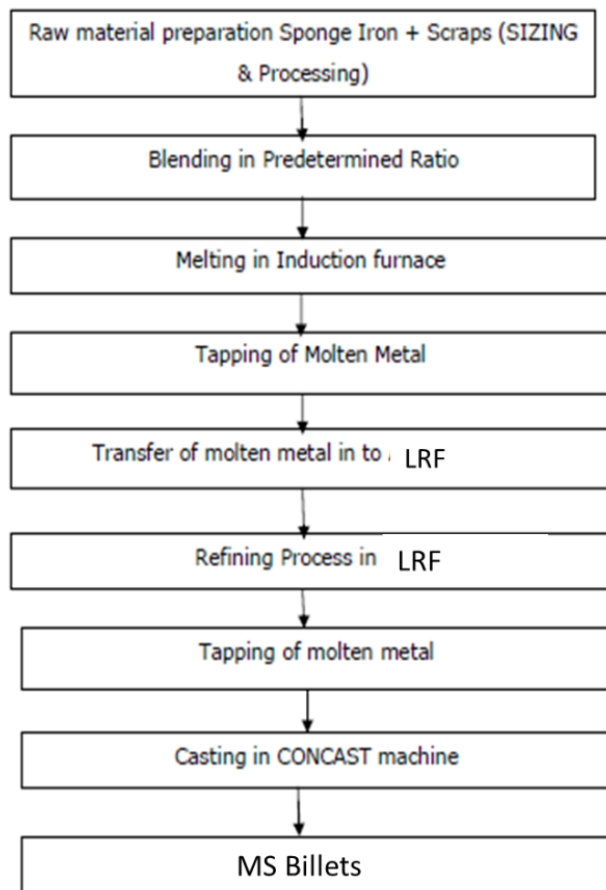 Raw material preparation Sponge Iron + Scraps (SIZING
& Processing)
Blending in Predetermined Ratio
Melting in Induction furnace
Tapping of Molten Metal
Transfer of molten metal in to LRF
Refining Process in LRF
Tapping of molten metal
Casting in CONCAST machine
MS Billets